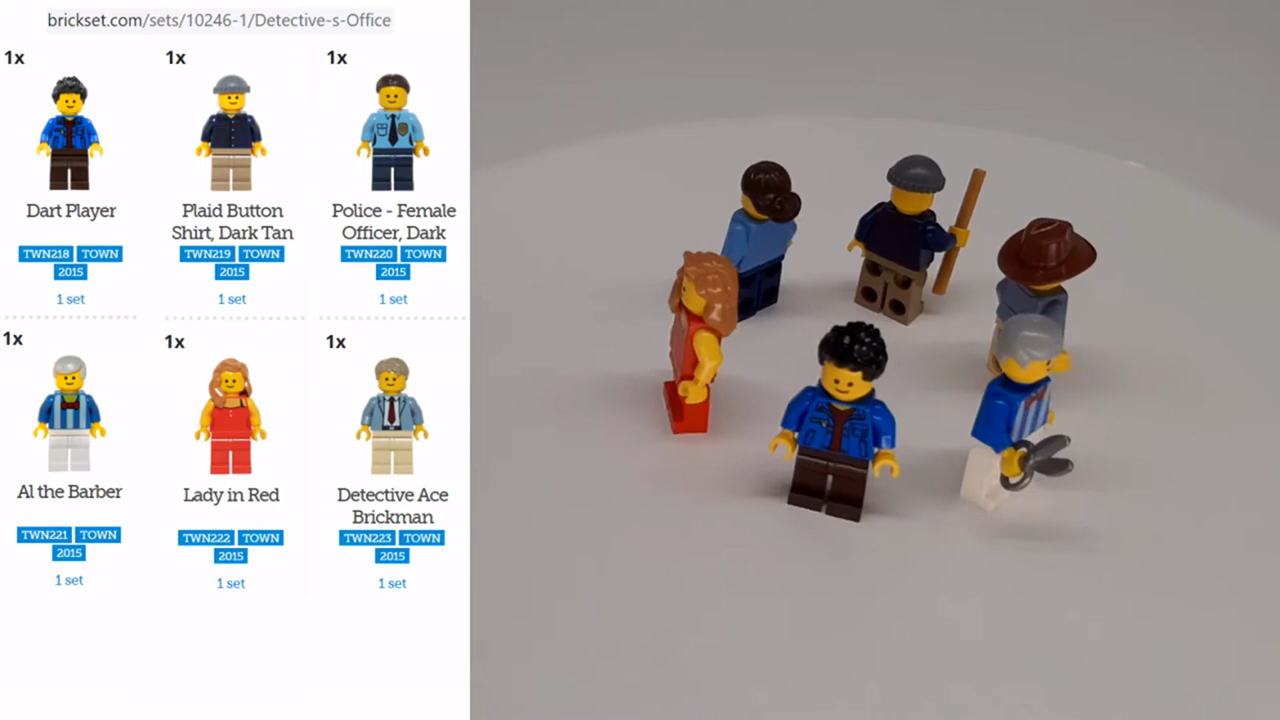 brickset.com/sets/10246-1/Detective-s-Office
1x
1x
1x
Dart Player
Plaid Button
Shirt, Dark Tan
Police - Female
Officer, Dark
TWN218 TOWN
2015
TWN219 TOWN
2015
TWN220 TOWN
2015
1 set
1 set
1 set
1x
1x
1x
Al the Barber
Lady in Red
Detective Ace
Brickman
TWN221 TOWN
2015
TWN222 TOWN
2015
TWN223 TOWN
2015
1 set
1 set
1 set